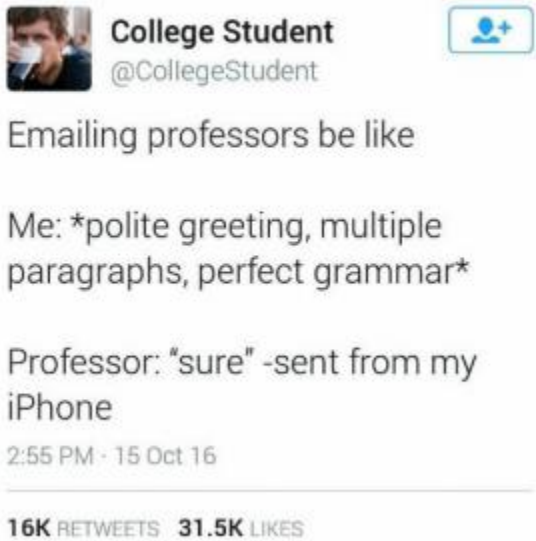 College Student
@CollegeStudent
Emailing professors be like
Me: *polite greeting, multiple
paragraphs, perfect grammar*
Professor: “sure” -sent from my
iPhone
2:55 PM · 15 Oct 16
16K RETWEETS 31.5K LIKES